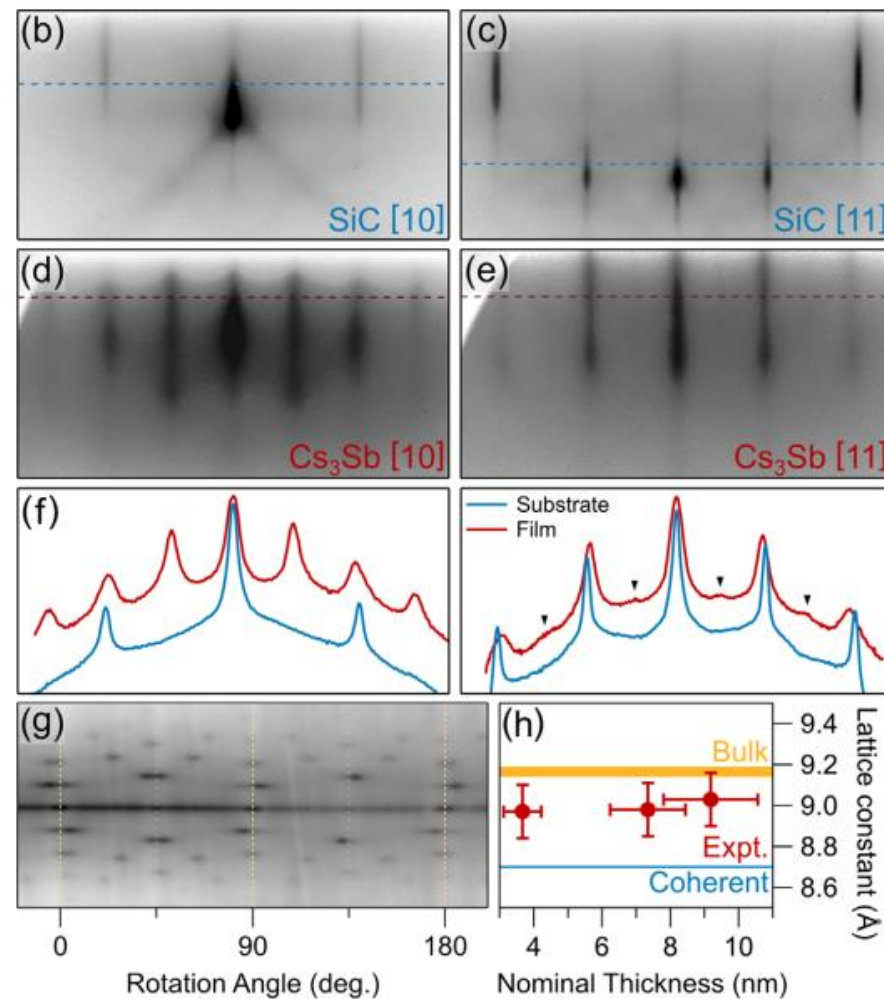 (b)
SiC [10]
(c)
SiC [11]
(d)
Cs₃Sb [10]
(e)
Cs₃Sb [11]
(f)
Substrate
Film
(g)
0 90 180
Rotation Angle (deg.)
(h)
Bulk
Expt.
Coherent
9.4
9.2
9.0
8.8
8.6
Lattice constant (Å)
4 6 8 10
Nominal Thickness (nm)